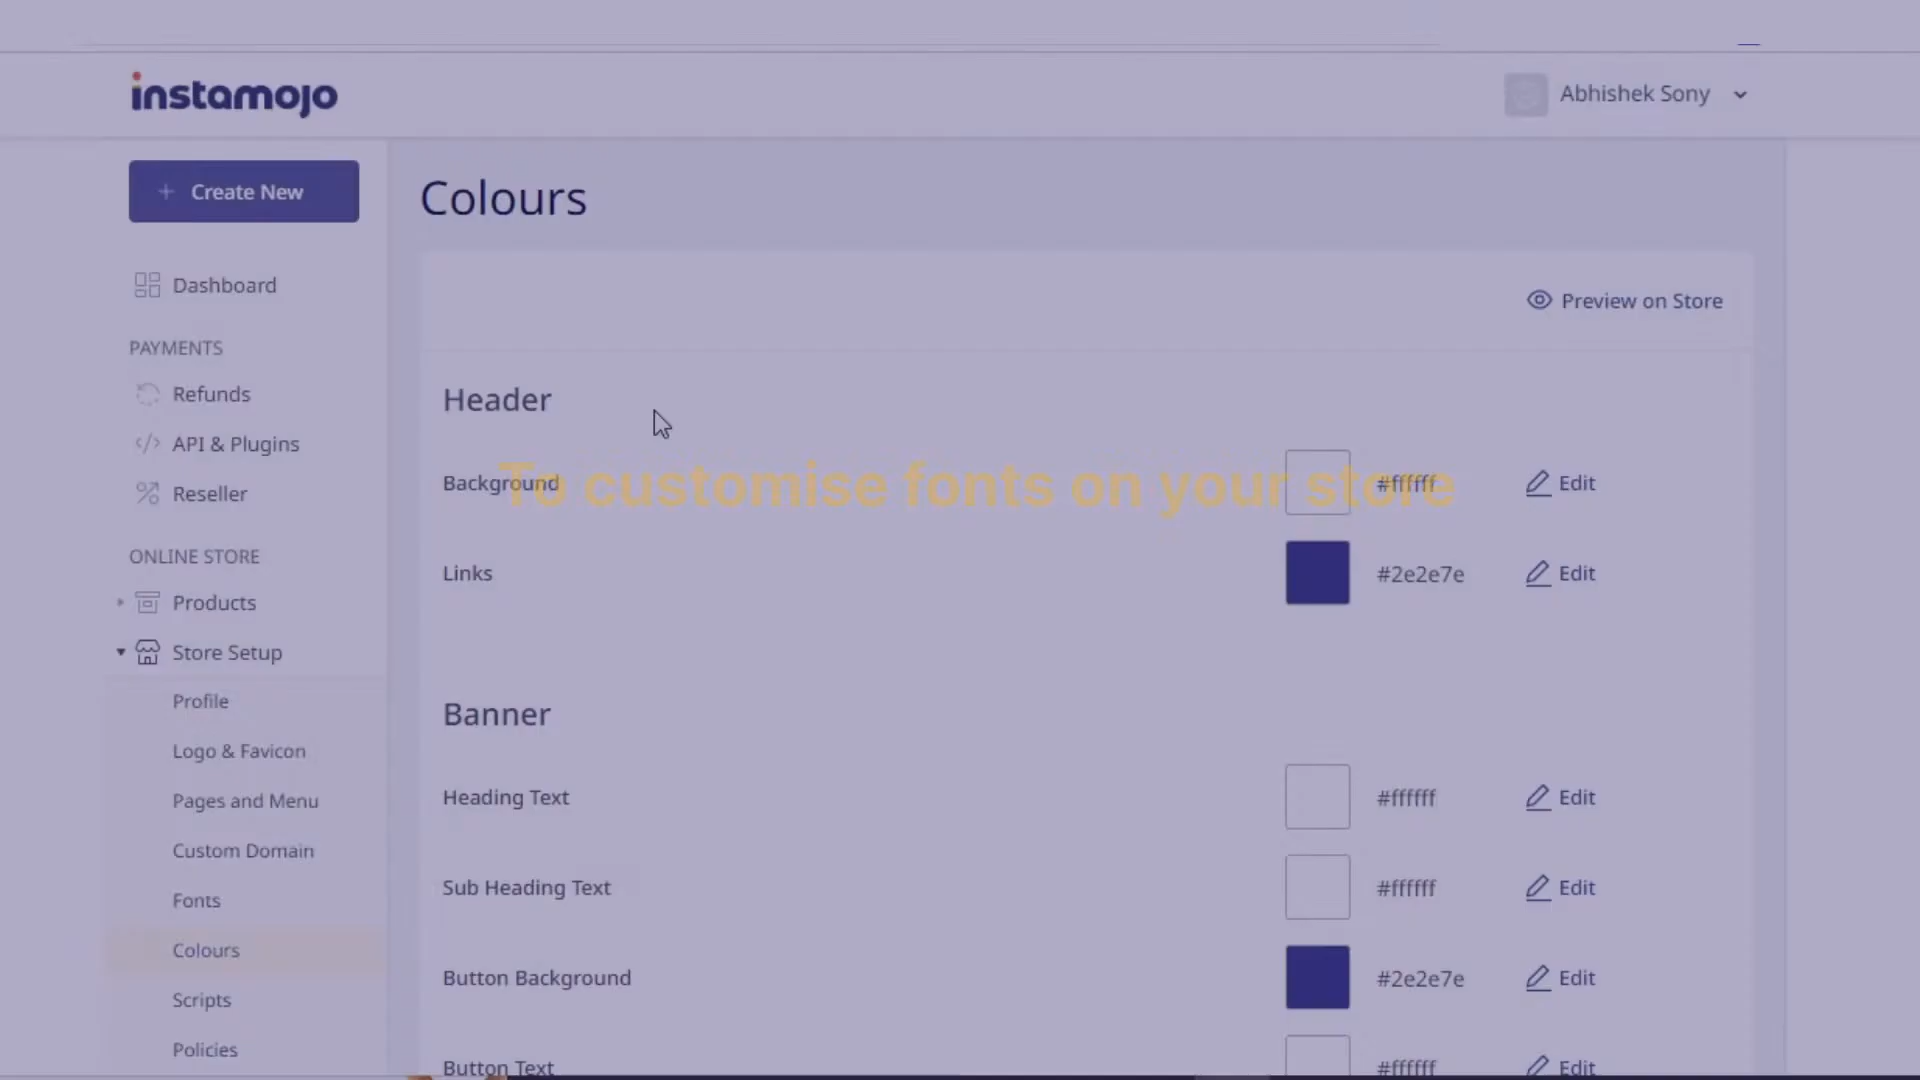 instamojo
Abhishek Sony
+ Create New
Colours
Dashboard
Preview on Store
PAYMENTS
Refunds
Header
API & Plugins
To customise fonts on your store
Background
#ffffff
Edit
Reseller
ONLINE STORE
Links
#2e2e7e
Edit
Products
Store Setup
Profile
Banner
Logo & Favicon
Heading Text
#ffffff
Edit
Pages and Menu
Custom Domain
Sub Heading Text
#ffffff
Edit
Fonts
Colours
Button Background
#2e2e7e
Edit
Scripts
Policies
Button Text
#ffffff
Edit